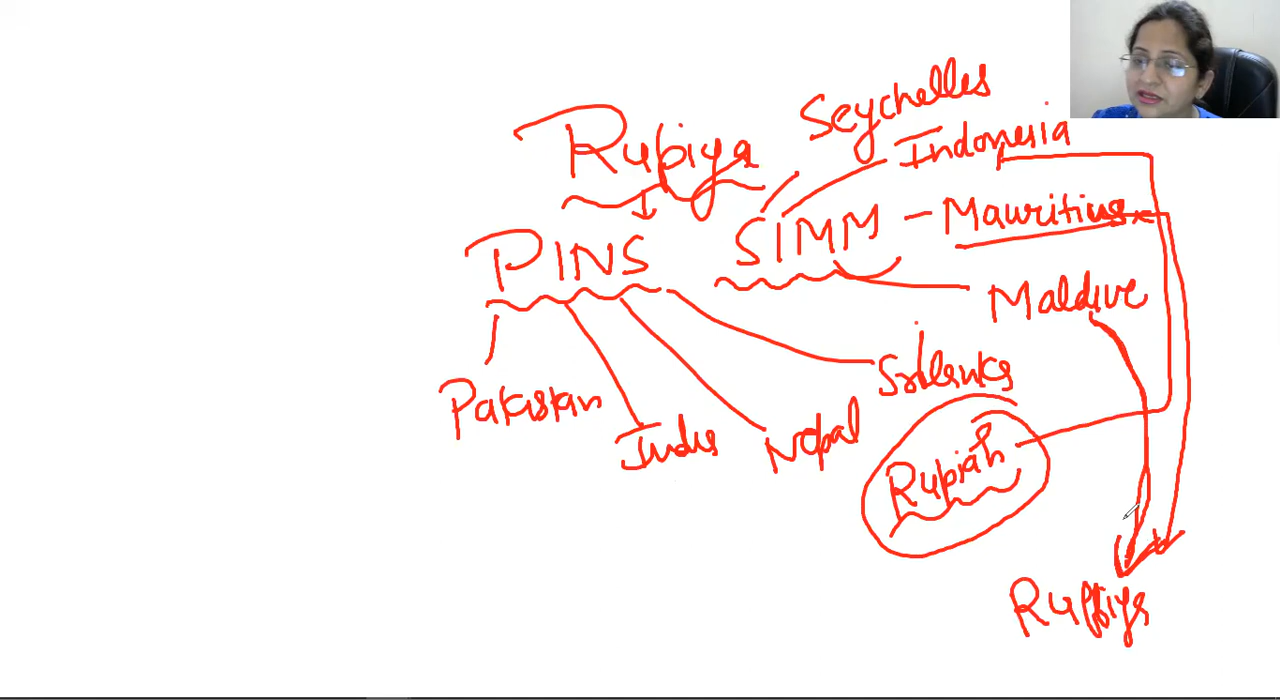 Seychelles
Rupiya
Indonesia
SIMM - Mauritius
PINS
Maldive
Srilanka
Pakistan
India
Nepal
Rupiah
Ruffiya